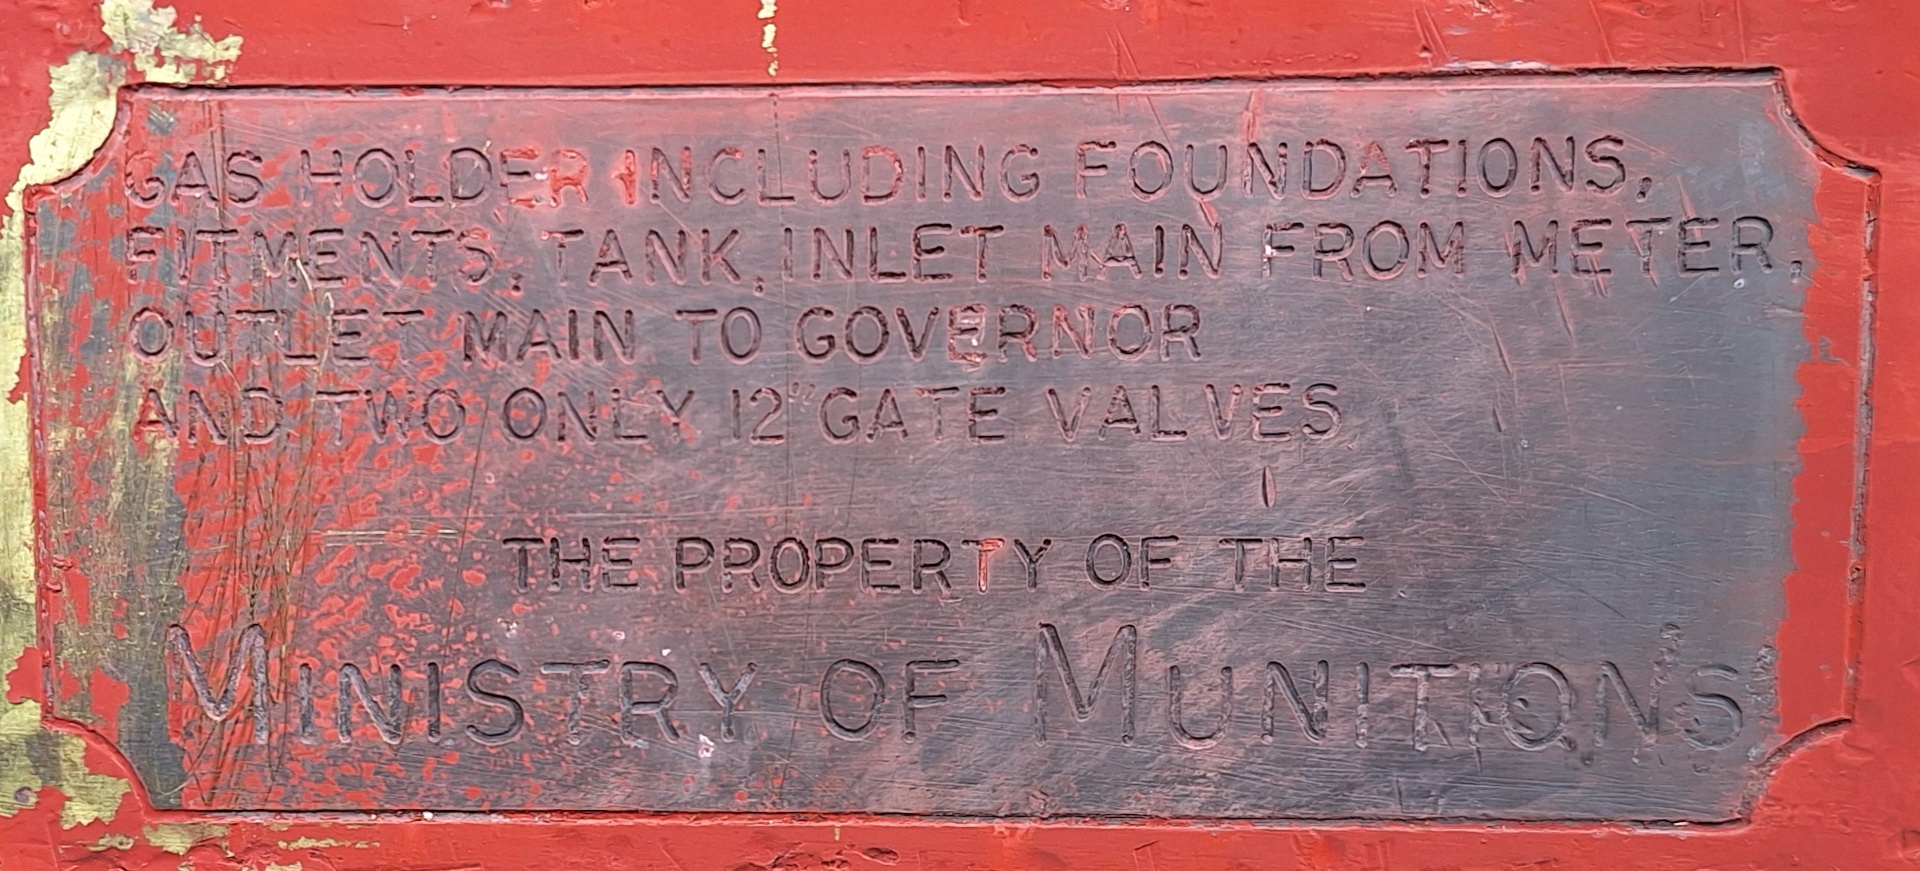 GAS HOLDER INCLUDING FOUNDATIONS,
FITMENTS, TANK, INLET MAIN FROM METER,
OUTLET MAIN TO GOVERNOR
AND TWO ONLY 12" GATE VALVES
THE PROPERTY OF THE
MINISTRY OF MUNITIONS